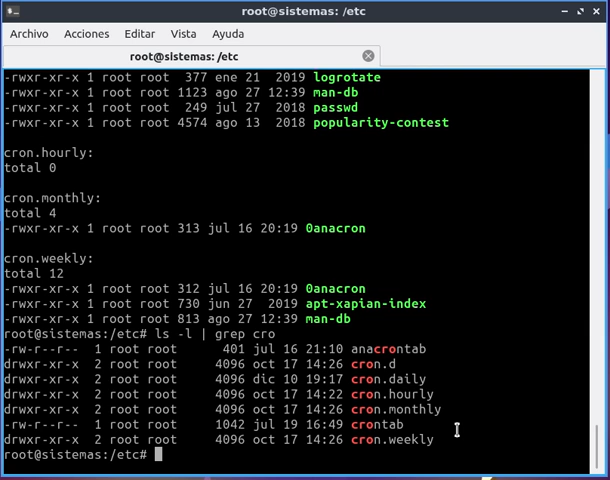 root@sistemas: /etc
Archivo Acciones Editar Vista Ayuda
root@sistemas: /etc
-rwxr-xr-x 1 root root  377 ene 21  2019 logrotate
-rwxr-xr-x 1 root root 1123 ago 27 12:39 man-db
-rwxr-xr-x 1 root root  249 jul 27  2018 passwd
-rwxr-xr-x 1 root root 4574 ago 13  2018 popularity-contest
cron.hourly:
total 0
cron.monthly:
total 4
-rwxr-xr-x 1 root root 313 jul 16 20:19 0anacron
cron.weekly:
total 12
-rwxr-xr-x 1 root root 312 jul 16 20:19 0anacron
-rwxr-xr-x 1 root root 730 jun 27  2019 apt-xapian-index
-rwxr-xr-x 1 root root 813 ago 27 12:39 man-db
root@sistemas:/etc# ls -l | grep cro
-rw-r--r--  1 root root     401 jul 16 21:10 anacrontab
drwxr-xr-x  2 root root    4096 oct 17 14:26 cron.d
drwxr-xr-x  2 root root    4096 dic 10 19:17 cron.daily
drwxr-xr-x  2 root root    4096 oct 17 14:22 cron.hourly
drwxr-xr-x  2 root root    4096 oct 17 14:26 cron.monthly
-rw-r--r--  1 root root    1042 jul 19 16:49 crontab
drwxr-xr-x  2 root root    4096 oct 17 14:26 cron.weekly
root@sistemas:/etc#